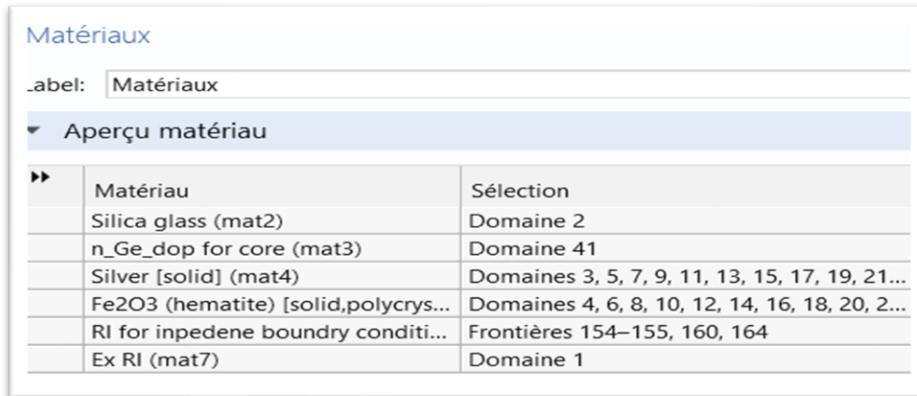 Matériaux
Label: Matériaux
Aperçu matériau
Matériau Sélection
Silica glass (mat2) Domaine 2
n_Ge_dop for core (mat3) Domaine 41
Silver [solid] (mat4) Domaines 3, 5, 7, 9, 11, 13, 15, 17, 19, 21...
Fe2O3 (hematite) [solid,polycrys... Domaines 4, 6, 8, 10, 12, 14, 16, 18, 20, 2...
RI for inpedene boundry conditi... Frontières 154–155, 160, 164
Ex RI (mat7) Domaine 1